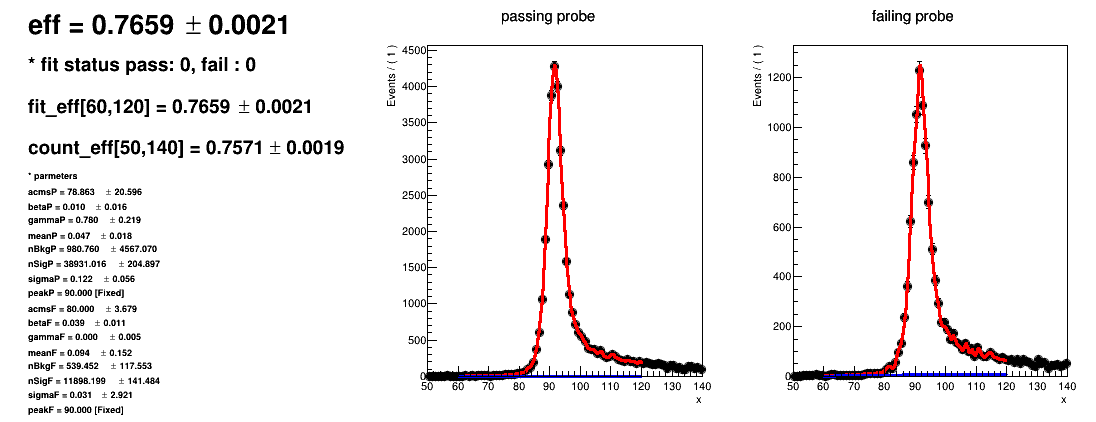 eff = 0.7659 ± 0.0021
* fit status pass: 0, fail : 0
fit_eff[60,120] = 0.7659 ± 0.0021
count_eff[50,140] = 0.7571 ± 0.0019
* parmeters
acmsP = 78.863 ± 20.596
betaP = 0.010 ± 0.016
gammaP = 0.780 ± 0.219
meanP = 0.047 ± 0.018
nBkgP = 980.760 ± 4567.070
nSigP = 38931.016 ± 204.897
sigmaP = 0.122 ± 0.056
peakP = 90.000 [Fixed]
acmsF = 80.000 ± 3.679
betaF = 0.039 ± 0.011
gammaF = 0.000 ± 0.005
meanF = 0.094 ± 0.152
nBkgF = 539.452 ± 117.553
nSigF = 11898.199 ± 141.484
sigmaF = 0.031 ± 2.921
peakF = 90.000 [Fixed]
passing probe
Events / ( 1 )
4500
4000
3500
3000
2500
2000
1500
1000
500
0
50 60 70 80 90 100 110 120 130 140
x
failing probe
Events / ( 1 )
1200
1000
800
600
400
200
0
50 60 70 80 90 100 110 120 130 140
x